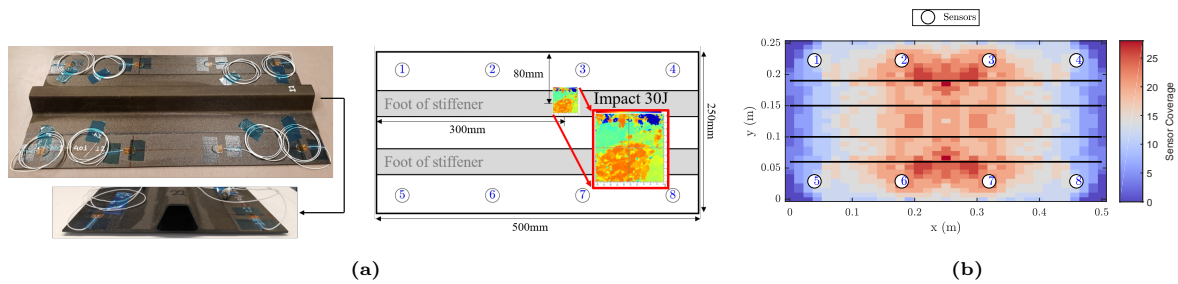 1 2 3 4
80mm
Impact 30J
Foot of stiffener
300mm
250mm
Foot of stiffener
5 6 7 8
500mm
(a)
Sensors
0.25
0.2
0.15
0.1
0.05
0
y (m)
1 2 3 4
5 6 7 8
0 0.1 0.2 0.3 0.4 0.5
x (m)
25
20
15
10
5
0
Sensor Coverage
(b)